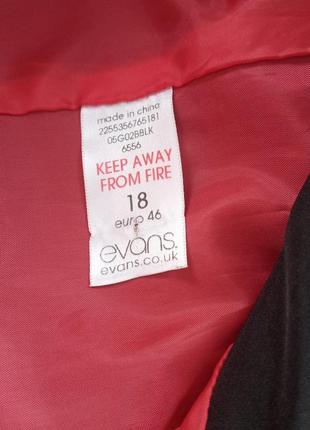 made in china
2255356765181
05G02BBLK
6556
KEEP AWAY
FROM FIRE
18
euro 46
evans.
evans.co.uk